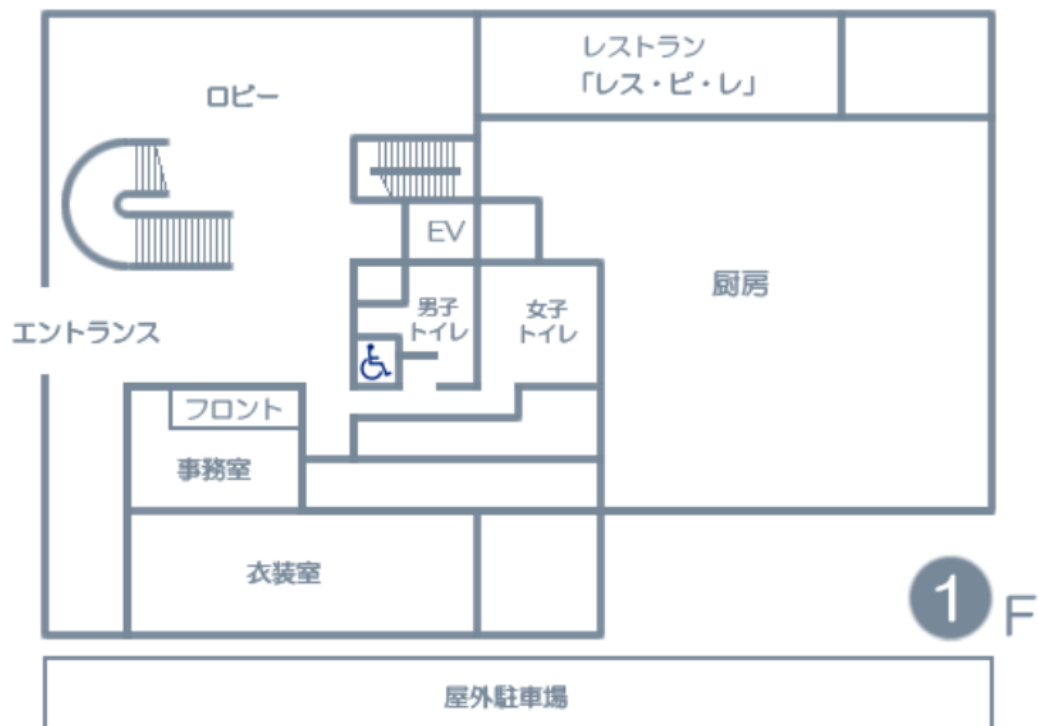 レストラン
「レス・ピ・レ」
ロビー
EV
厨房
男子
トイレ
女子
トイレ
エントランス
フロント
事務室
衣装室
1 F
屋外駐車場